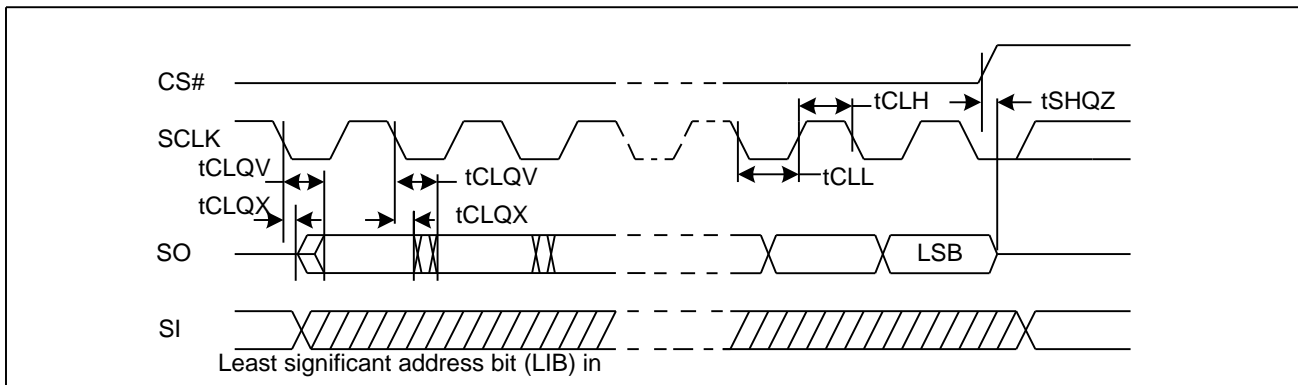 CS#
tCLH
tSHQZ
SCLK
tCLQV
tCLQV
tCLL
tCLQX
tCLQX
SO
LSB
SI
Least significant address bit (LIB) in